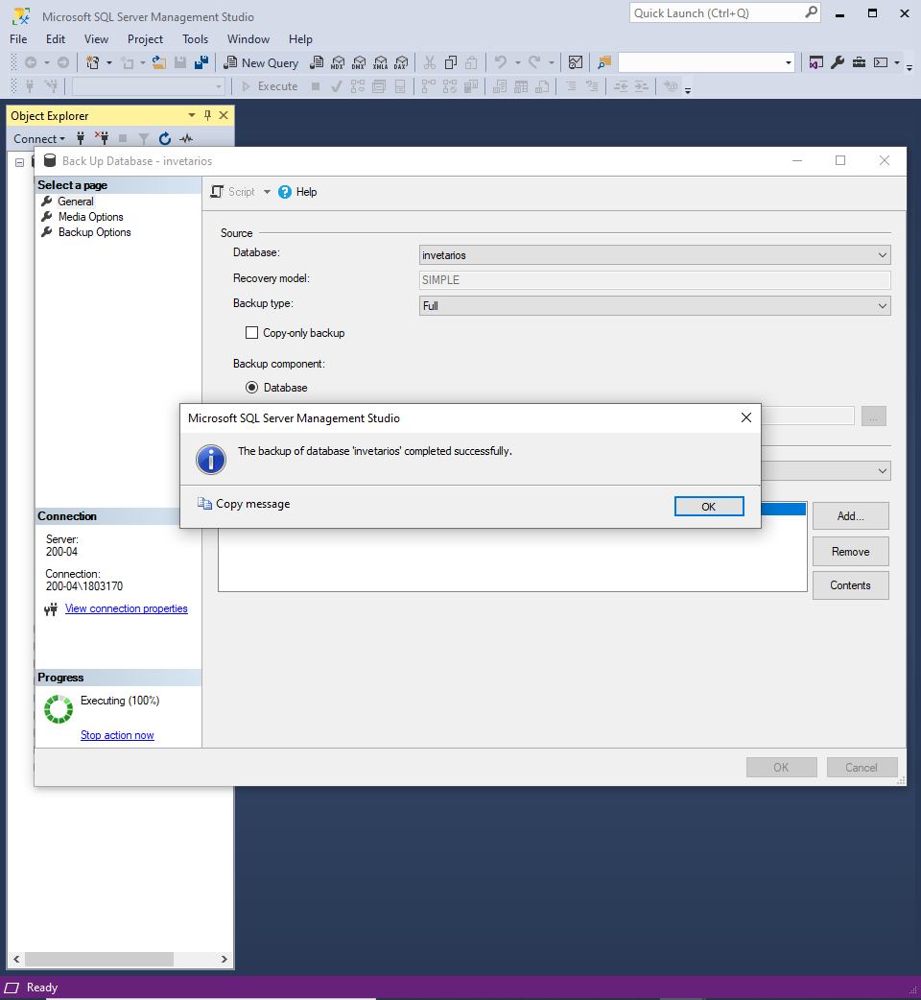 Microsoft SQL Server Management Studio
Quick Launch (Ctrl+Q)
File Edit View Project Tools Window Help
New Query
MDX DMX XMLA DAX
Execute
Object Explorer
Connect
Back Up Database - invetarios
Select a page
General
Media Options
Backup Options
Script
Help
Source
Database:
invetarios
Recovery model:
SIMPLE
Backup type:
Full
Copy-only backup
Backup component:
Database
...
Microsoft SQL Server Management Studio
The backup of database 'invetarios' completed successfully.
Copy message
OK
Add...
Remove
Contents
Connection
Server:
200-04
Connection:
200-04\1803170
View connection properties
Progress
Executing (100%)
Stop action now
OK
Cancel
Ready